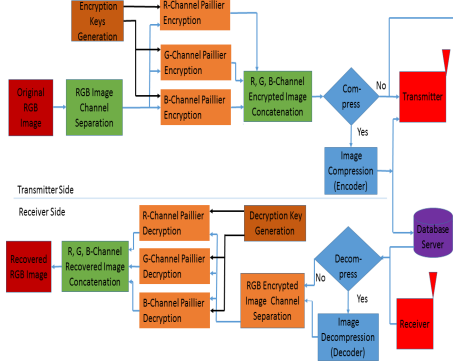 Encryption
Keys
Generation
R-Channel Paillier
Encryption
G-Channel Paillier
Encryption
B-Channel Paillier
Encryption
Original
RGB
Image
RGB Image
Channel
Separation
R, G, B-Channel
Encrypted Image
Concatenation
Com-
press
No
Yes
Transmitter
Image
Compression
(Encoder)
Transmitter Side
Receiver Side
Database
Server
R-Channel Paillier
Decryption
Decryption Key
Generation
Recovered
RGB Image
R, G, B-Channel
Recovered Image
Concatenation
G-Channel Paillier
Decryption
B-Channel Paillier
Decryption
RGB Encrypted
Image Channel
Separation
Decom-
press
No
Yes
Image
Decompression
(Decoder)
Receiver